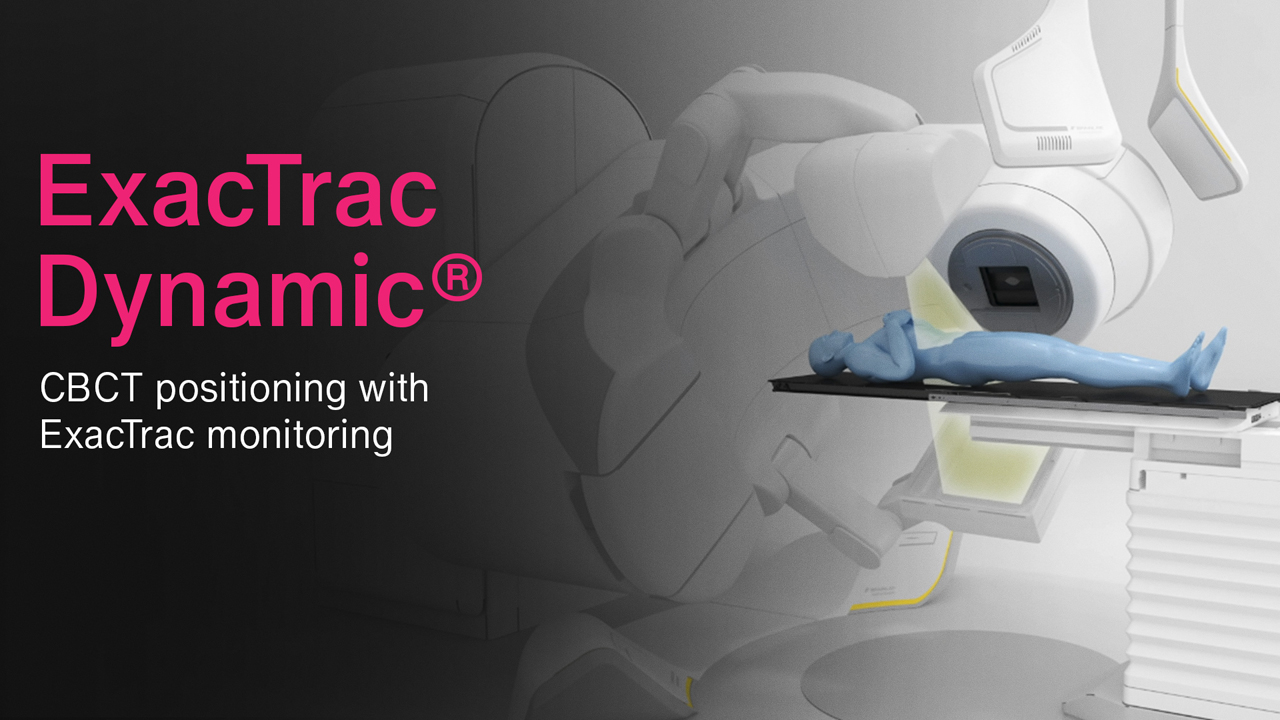 ExacTrac
Dynamic®
CBCT positioning with
ExacTrac monitoring